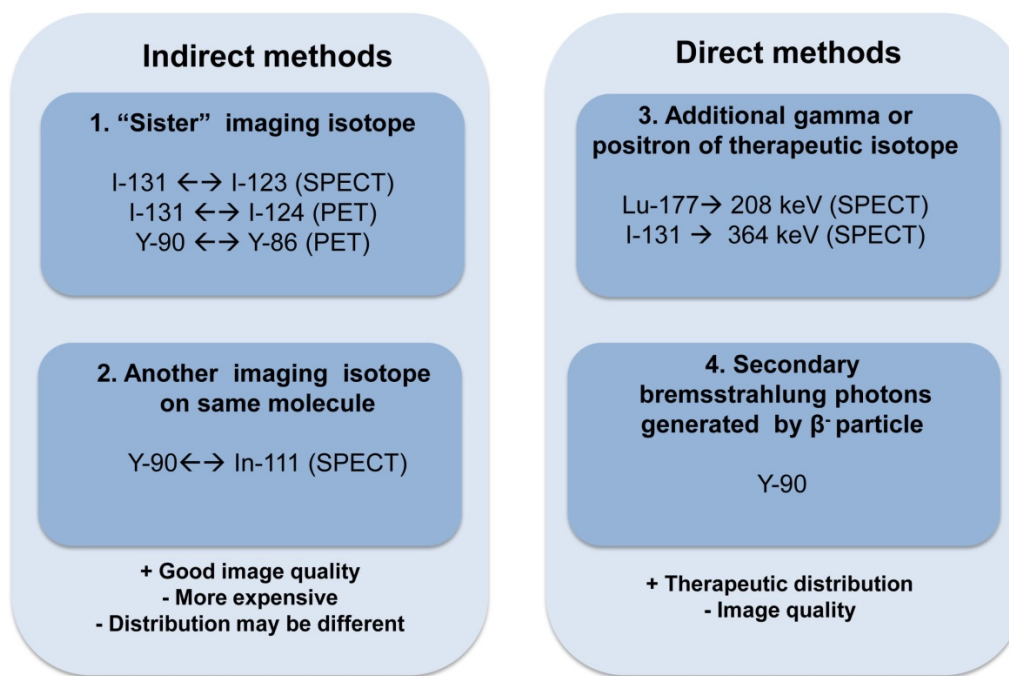 Indirect methods
1. “Sister” imaging isotope
I-131 ←→ I-123 (SPECT)
I-131 ←→ I-124 (PET)
Y-90 ←→ Y-86 (PET)
2. Another imaging isotope
on same molecule
Y-90←→ In-111 (SPECT)
+ Good image quality
- More expensive
- Distribution may be different
Direct methods
3. Additional gamma or
positron of therapeutic isotope
Lu-177→ 208 keV (SPECT)
I-131 → 364 keV (SPECT)
4. Secondary
bremsstrahlung photons
generated by β- particle
Y-90
+ Therapeutic distribution
- Image quality